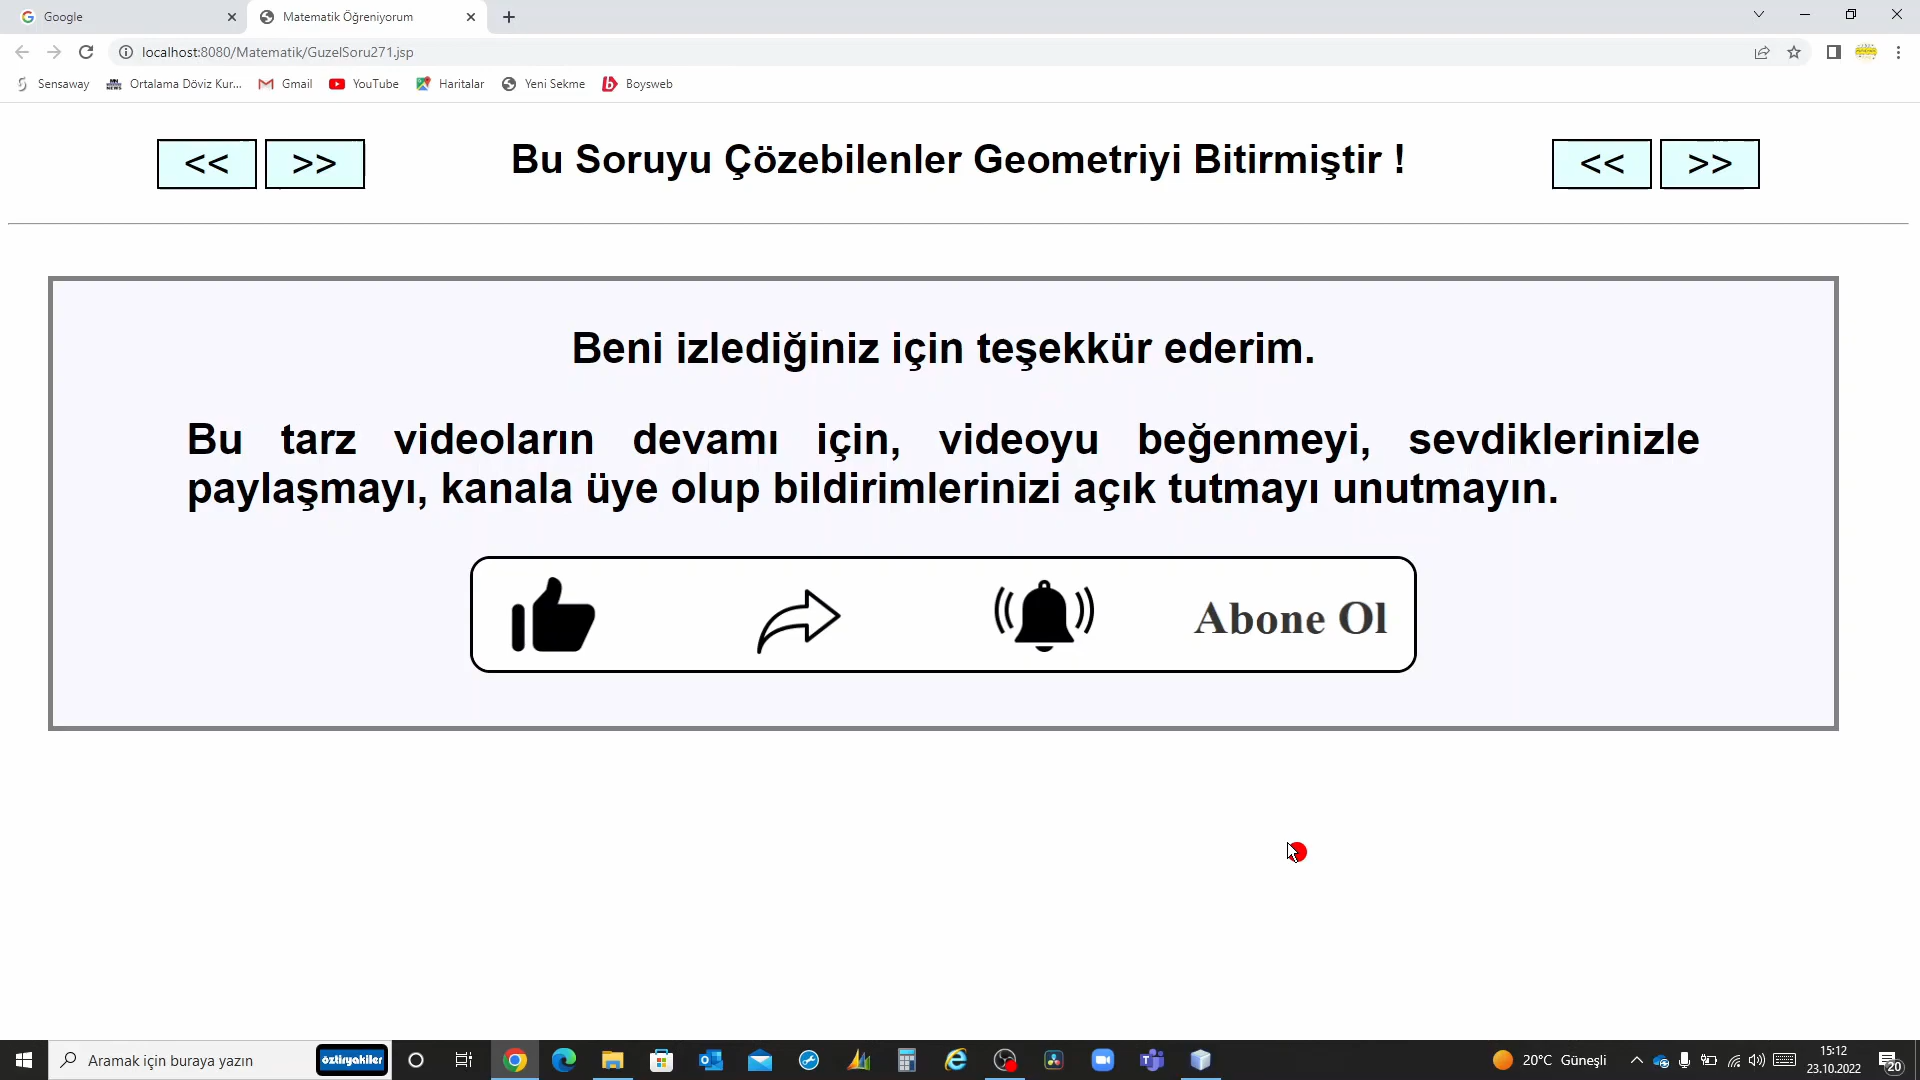 Google
Matematik Öğreniyorum
localhost:8080/Matematik/GuzelSoru271.jsp
Sensaway
Ortalama Döviz Kur...
Gmail
YouTube
Haritalar
Yeni Sekme
Boysweb
<< >> Bu Soruyu Çözebilenler Geometriyi Bitirmiştir ! << >>
Beni izlediğiniz için teşekkür ederim.
Bu tarz videoların devamı için, videoyu beğenmeyi, sevdiklerinizle
paylaşmayı, kanala üye olup bildirimlerinizi açık tutmayı unutmayın.
Abone Ol
Aramak için buraya yazın
öztiryakiler
20°C Güneşli
15:12
23.10.2022
20